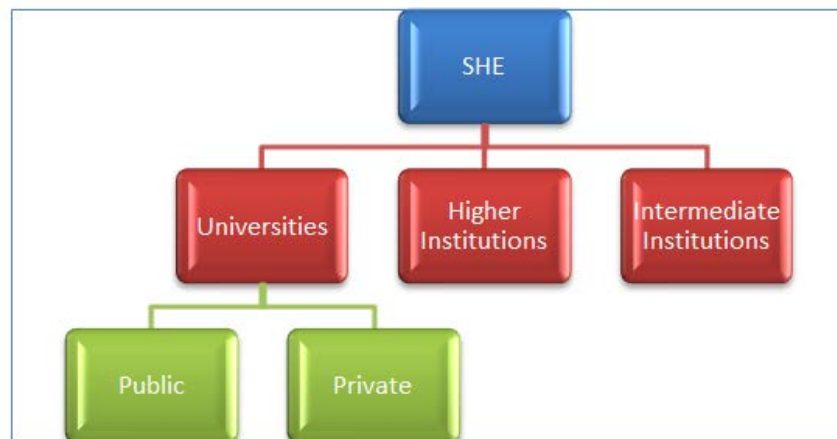 SHE
Universities
Higher
Institutions
Intermediate
Institutions
Public
Private